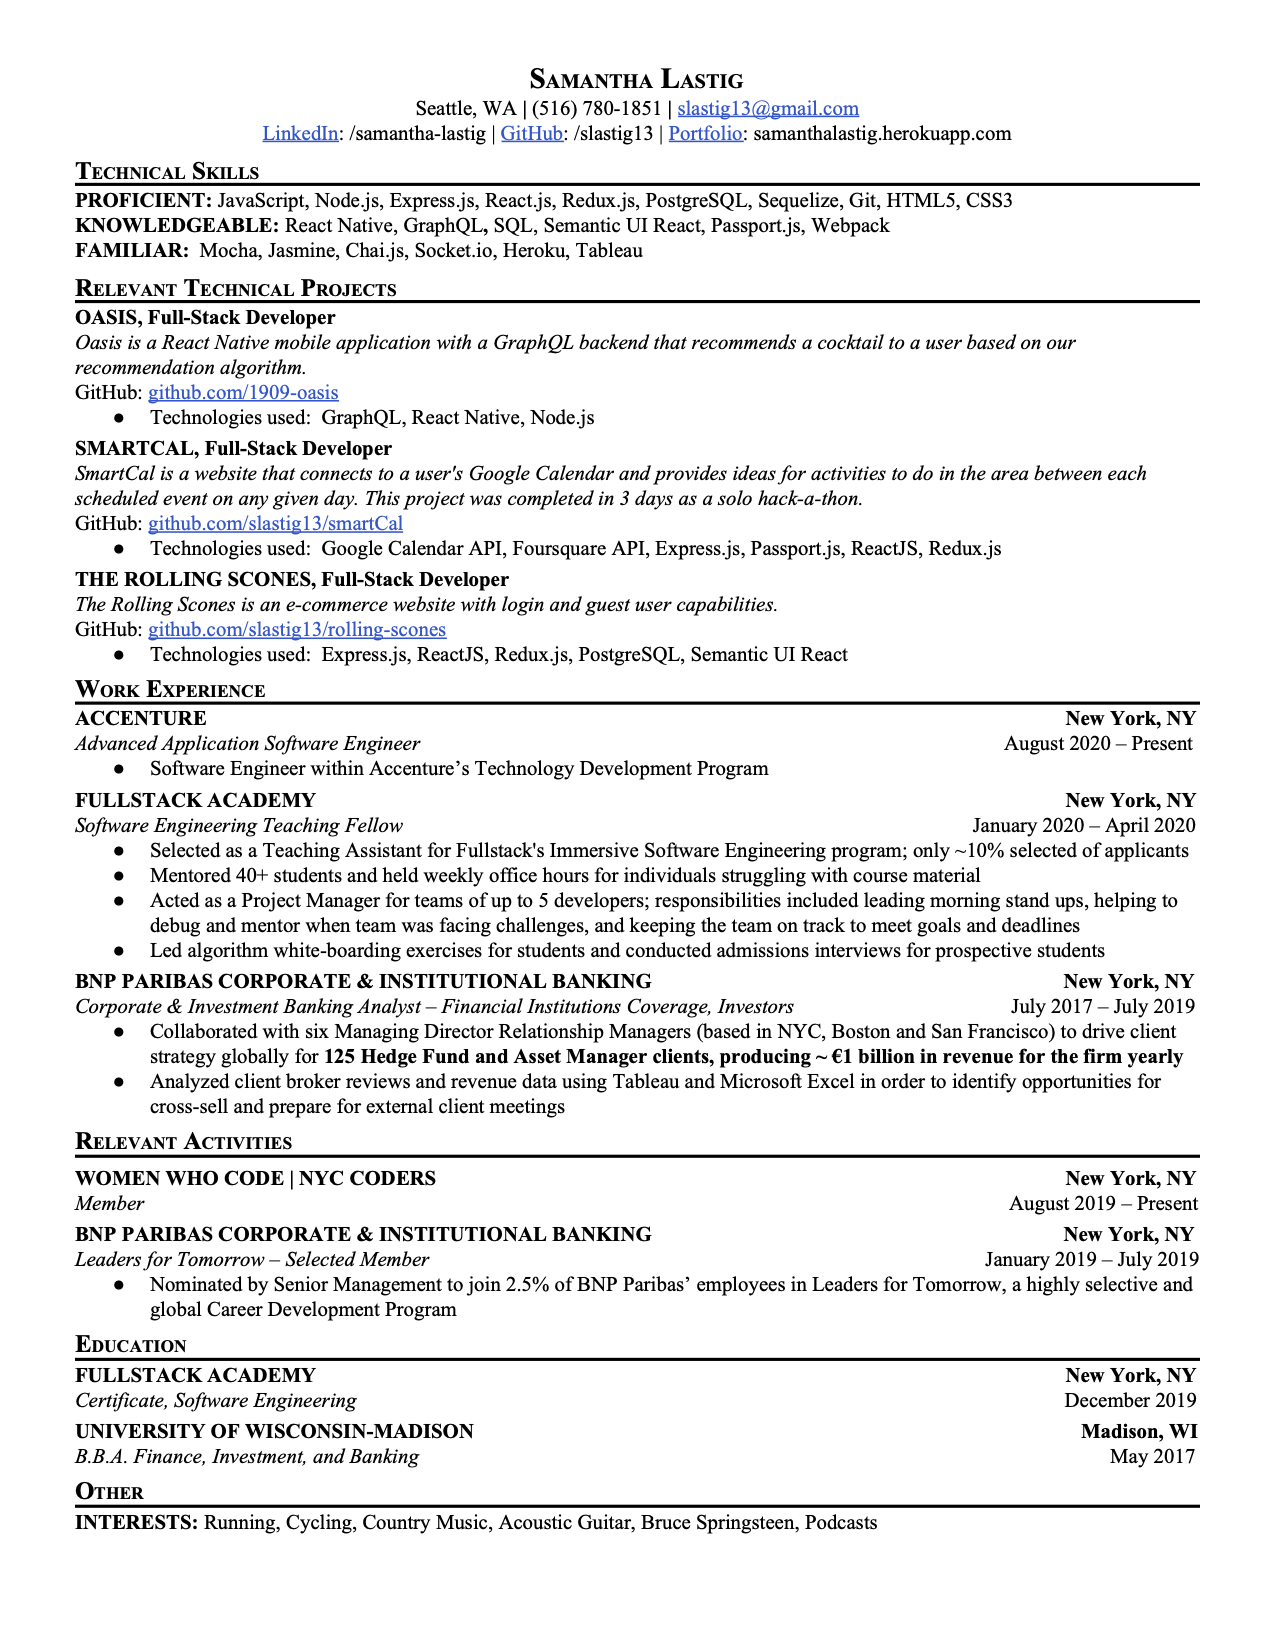 SAMANTHA LASTIG
Seattle, WA | (516) 780-1851 | slastig13@gmail.com
LinkedIn: /samantha-lastig | GitHub: /slastig13 | Portfolio: samanthalastig.herokuapp.com
TECHNICAL SKILLS
PROFICIENT: JavaScript, Node.js, Express.js, React.js, Redux.js, PostgreSQL, Sequelize, Git, HTML5, CSS3
KNOWLEDGEABLE: React Native, GraphQL, SQL, Semantic UI React, Passport.js, Webpack
FAMILIAR: Mocha, Jasmine, Chai.js, Socket.io, Heroku, Tableau
RELEVANT TECHNICAL PROJECTS
OASIS, Full-Stack Developer
Oasis is a React Native mobile application with a GraphQL backend that recommends a cocktail to a user based on our
recommendation algorithm.
GitHub: github.com/1909-oasis
● Technologies used: GraphQL, React Native, Node.js
SMARTCAL, Full-Stack Developer
SmartCal is a website that connects to a user's Google Calendar and provides ideas for activities to do in the area between each
scheduled event on any given day. This project was completed in 3 days as a solo hack-a-thon.
GitHub: github.com/slastig13/smartCal
● Technologies used: Google Calendar API, Foursquare API, Express.js, Passport.js, ReactJS, Redux.js
THE ROLLING SCONES, Full-Stack Developer
The Rolling Scones is an e-commerce website with login and guest user capabilities.
GitHub: github.com/slastig13/rolling-scones
● Technologies used: Express.js, ReactJS, Redux.js, PostgreSQL, Semantic UI React
WORK EXPERIENCE
ACCENTURE New York, NY
Advanced Application Software Engineer August 2020 – Present
● Software Engineer within Accenture’s Technology Development Program
FULLSTACK ACADEMY New York, NY
Software Engineering Teaching Fellow January 2020 – April 2020
● Selected as a Teaching Assistant for Fullstack's Immersive Software Engineering program; only ~10% selected of applicants
● Mentored 40+ students and held weekly office hours for individuals struggling with course material
● Acted as a Project Manager for teams of up to 5 developers; responsibilities included leading morning stand ups, helping to
debug and mentor when team was facing challenges, and keeping the team on track to meet goals and deadlines
● Led algorithm white-boarding exercises for students and conducted admissions interviews for prospective students
BNP PARIBAS CORPORATE & INSTITUTIONAL BANKING New York, NY
Corporate & Investment Banking Analyst – Financial Institutions Coverage, Investors July 2017 – July 2019
● Collaborated with six Managing Director Relationship Managers (based in NYC, Boston and San Francisco) to drive client
strategy globally for 125 Hedge Fund and Asset Manager clients, producing ~ €1 billion in revenue for the firm yearly
● Analyzed client broker reviews and revenue data using Tableau and Microsoft Excel in order to identify opportunities for
cross-sell and prepare for external client meetings
RELEVANT ACTIVITIES
WOMEN WHO CODE | NYC CODERS New York, NY
Member August 2019 – Present
BNP PARIBAS CORPORATE & INSTITUTIONAL BANKING New York, NY
Leaders for Tomorrow – Selected Member January 2019 – July 2019
● Nominated by Senior Management to join 2.5% of BNP Paribas’ employees in Leaders for Tomorrow, a highly selective and
global Career Development Program
EDUCATION
FULLSTACK ACADEMY New York, NY
Certificate, Software Engineering December 2019
UNIVERSITY OF WISCONSIN-MADISON Madison, WI
B.B.A. Finance, Investment, and Banking May 2017
OTHER
INTERESTS: Running, Cycling, Country Music, Acoustic Guitar, Bruce Springsteen, Podcasts